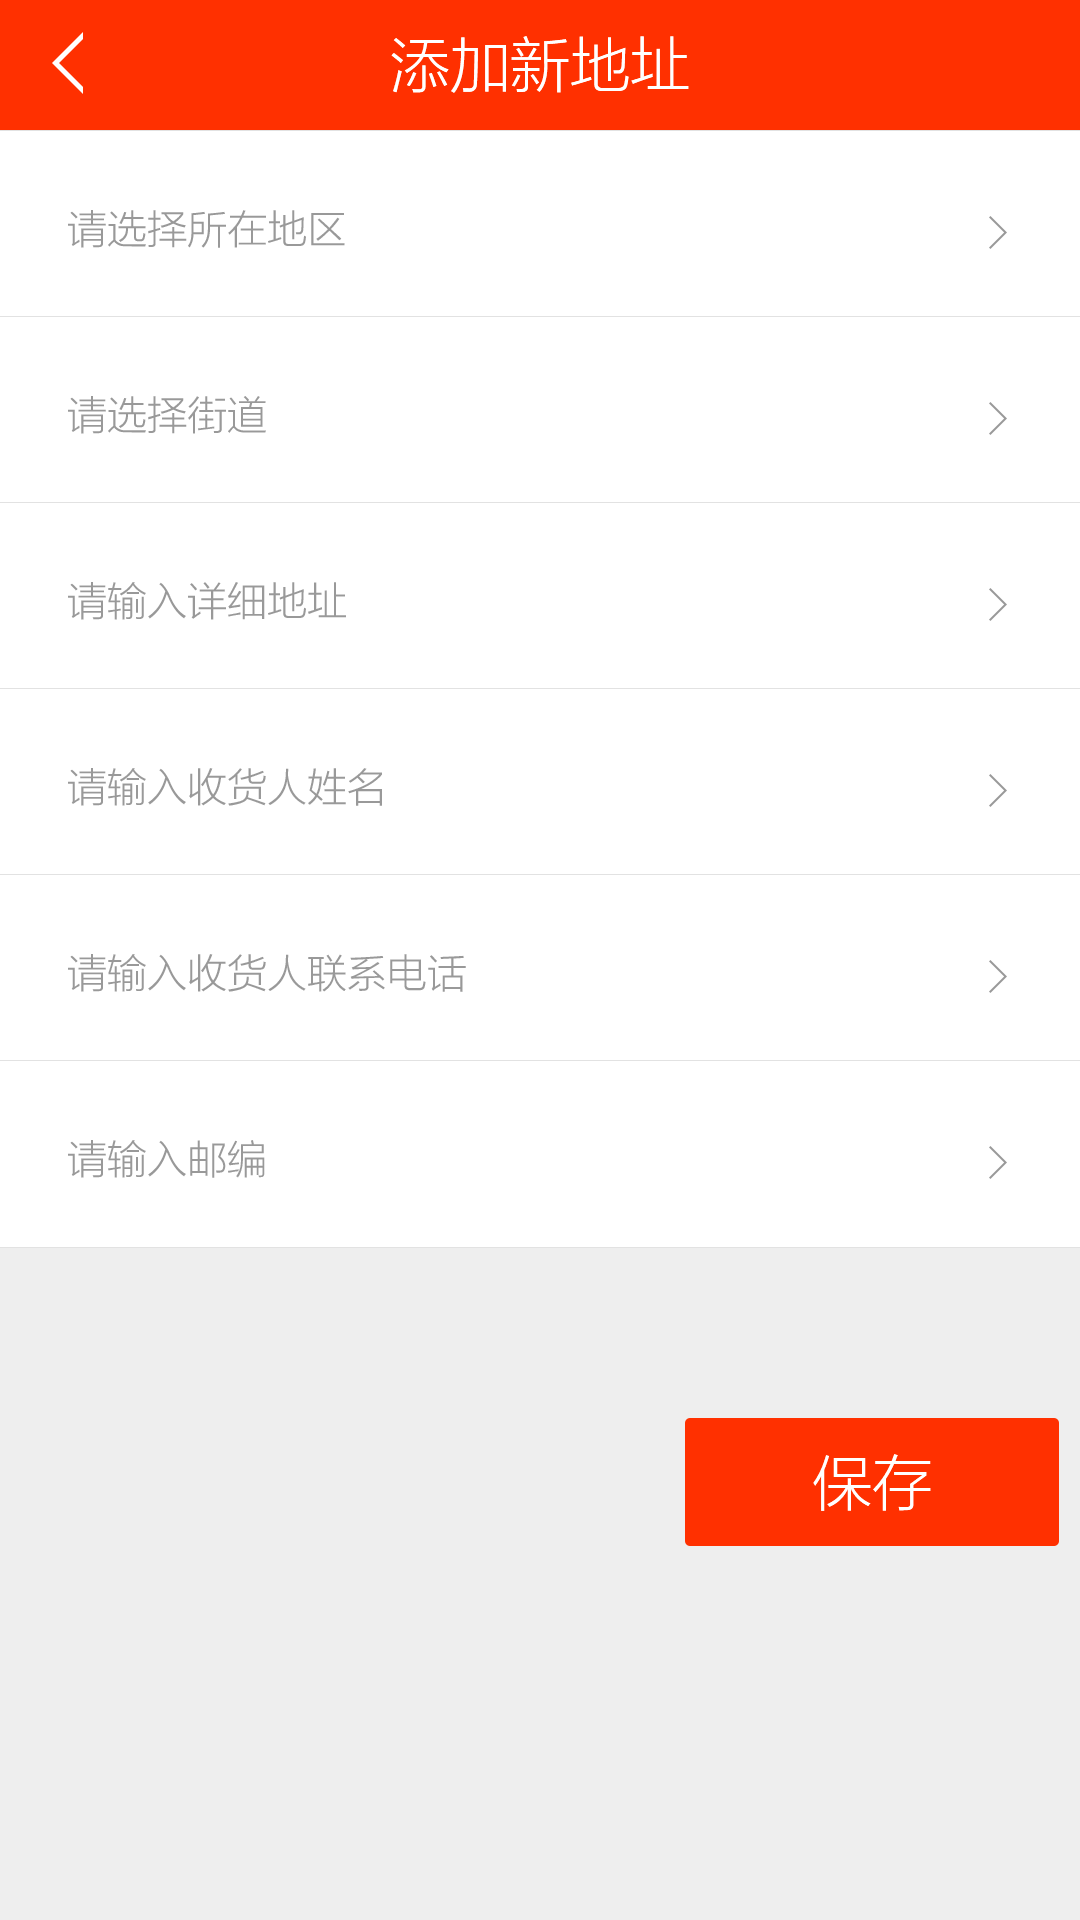 添加新地址
请选择所在地区
请选择街道
请输入详细地址
请输入收货人姓名
请输入收货人联系电话
请输入邮编
保存